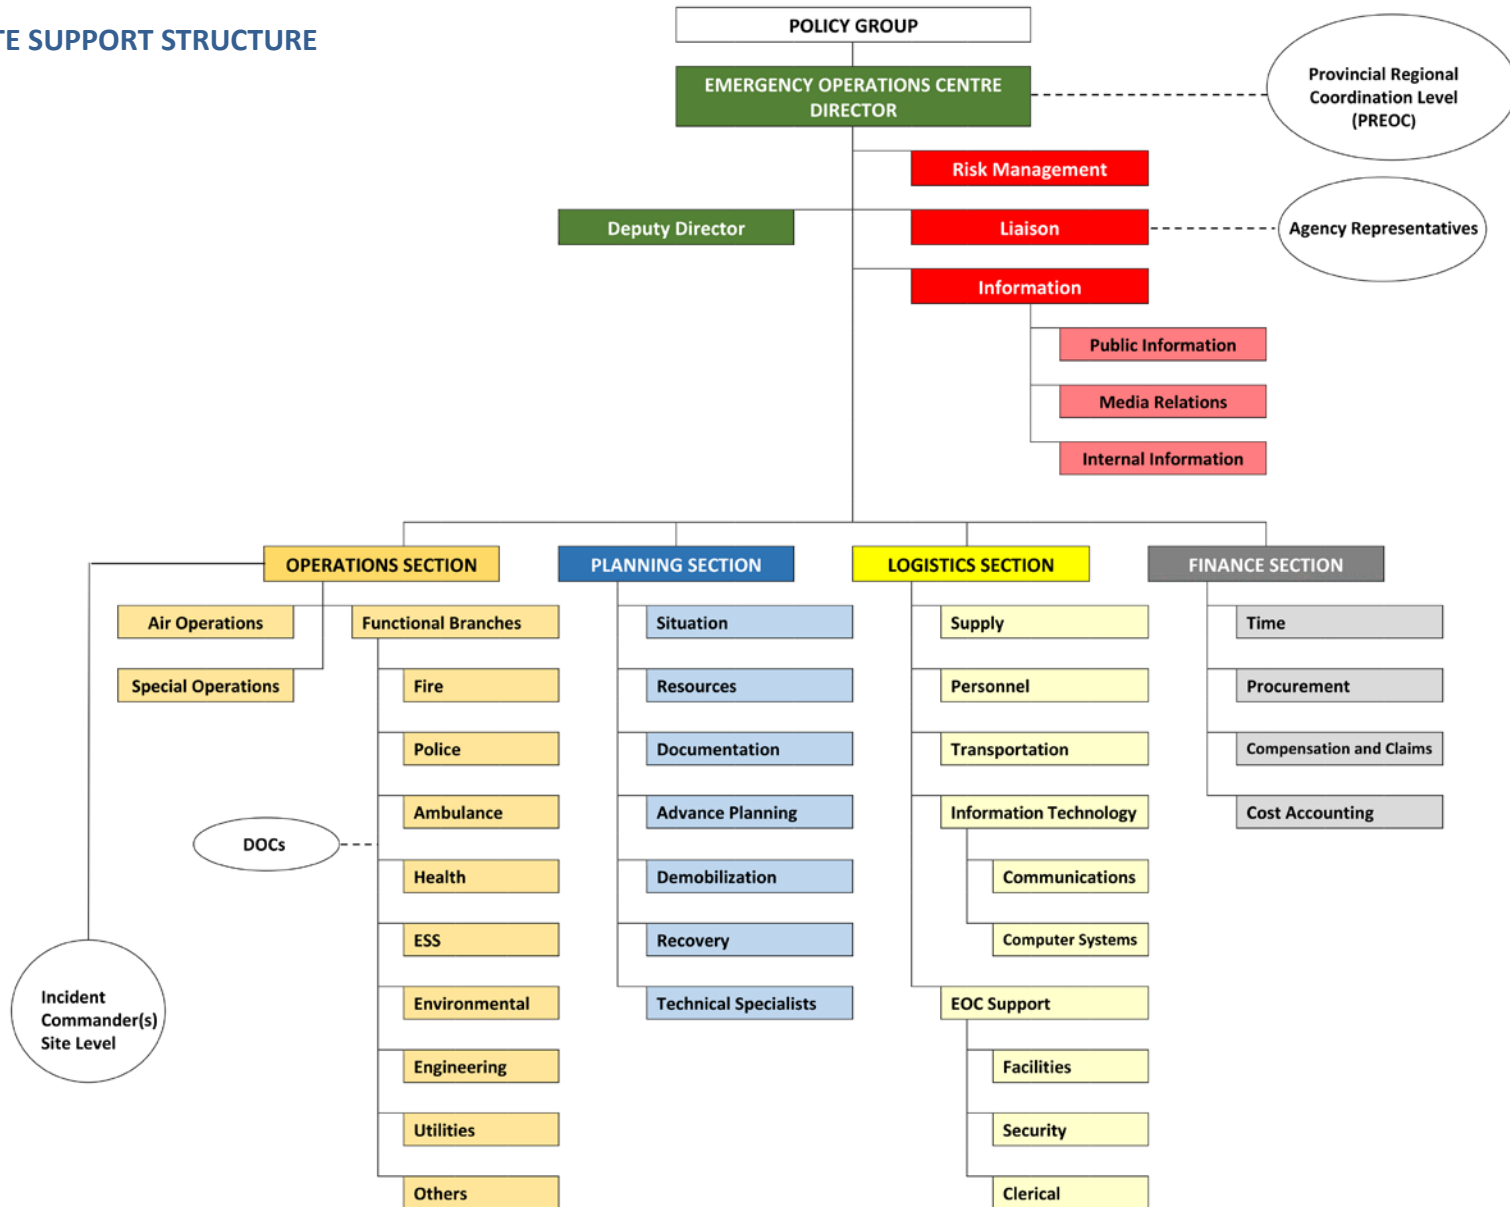 TE SUPPORT STRUCTURE
POLICY GROUP
EMERGENCY OPERATIONS CENTRE
DIRECTOR
Provincial Regional
Coordination Level
(PREOC)
Risk Management
Deputy Director
Liaison
Agency Representatives
Information
Public Information
Media Relations
Internal Information
OPERATIONS SECTION
Air Operations
Special Operations
Functional Branches
Fire
Police
Ambulance
Health
ESS
Environmental
Engineering
Utilities
Others
DOCs
Incident
Commander(s)
Site Level
PLANNING SECTION
Situation
Resources
Documentation
Advance Planning
Demobilization
Recovery
Technical Specialists
LOGISTICS SECTION
Supply
Personnel
Transportation
Information Technology
Communications
Computer Systems
EOC Support
Facilities
Security
Clerical
FINANCE SECTION
Time
Procurement
Compensation and Claims
Cost Accounting